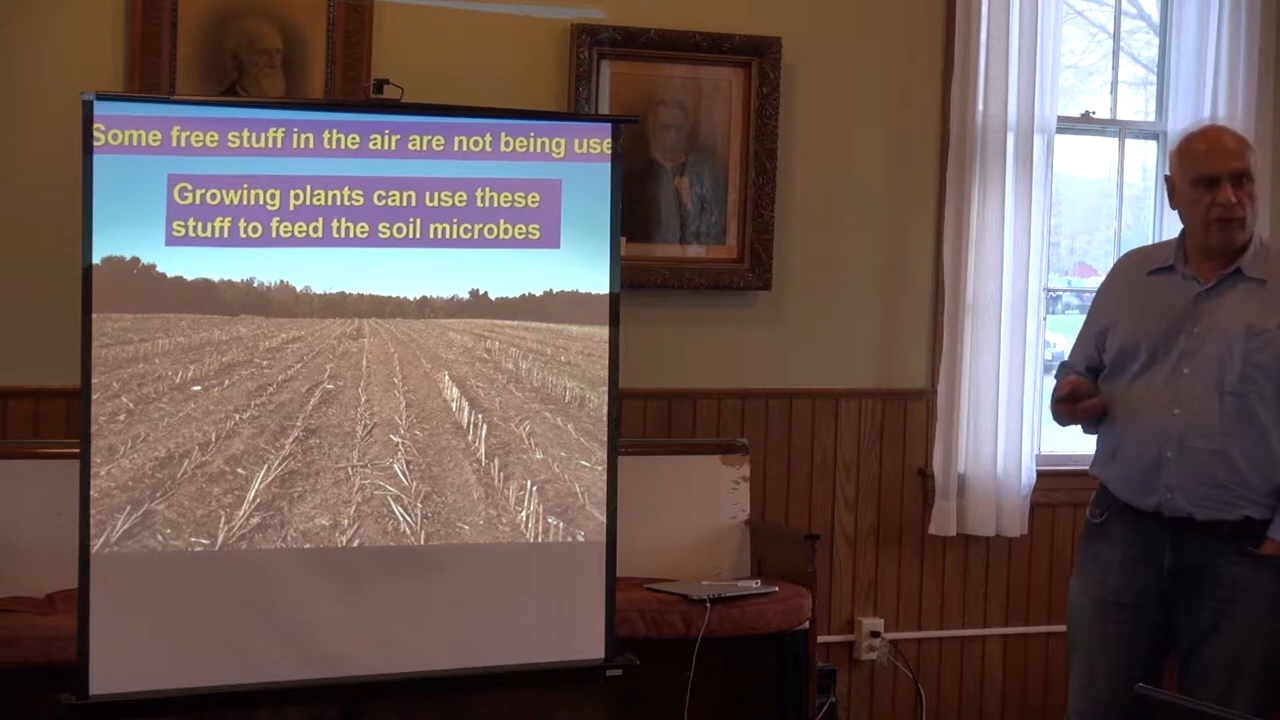 Some free stuff in the air are not being use
Growing plants can use these
stuff to feed the soil microbes